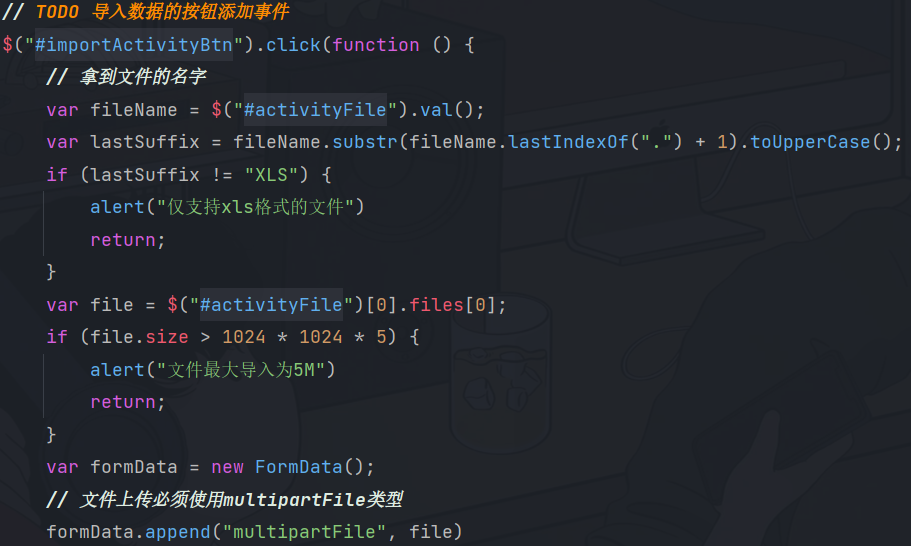 // TODO 导入数据的按钮添加事件
$("#importActivityBtn").click(function () {
    // 拿到文件的名字
    var fileName = $("#activityFile").val();
    var lastSuffix = fileName.substr(fileName.lastIndexOf(".") + 1).toUpperCase();
    if (lastSuffix != "XLS") {
        alert("仅支持xls格式的文件")
        return;
    }
    var file = $("#activityFile")[0].files[0];
    if (file.size > 1024 * 1024 * 5) {
        alert("文件最大导入为5M")
        return;
    }
    var formData = new FormData();
    // 文件上传必须使用multipartFile类型
    formData.append("multipartFile", file)